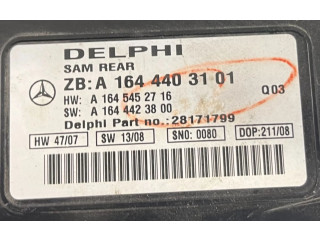 DELPHI
SAM REAR
ZB: A 164 440 31 01
HW: A 164 545 27 16 Q03
SW: A 164 442 38 00
Delphi Part no.: 28171799
HW 47/07 SW 13/08 SNO: 0080 DOP:211/08